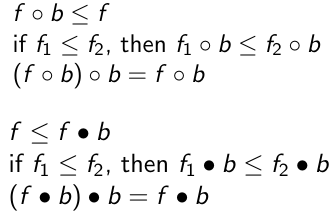 f ∘ b ≤ f
if f₁ ≤ f₂, then f₁ ∘ b ≤ f₂ ∘ b
(f ∘ b) ∘ b = f ∘ b
f ≤ f • b
if f₁ ≤ f₂, then f₁ • b ≤ f₂ • b
(f • b) • b = f • b